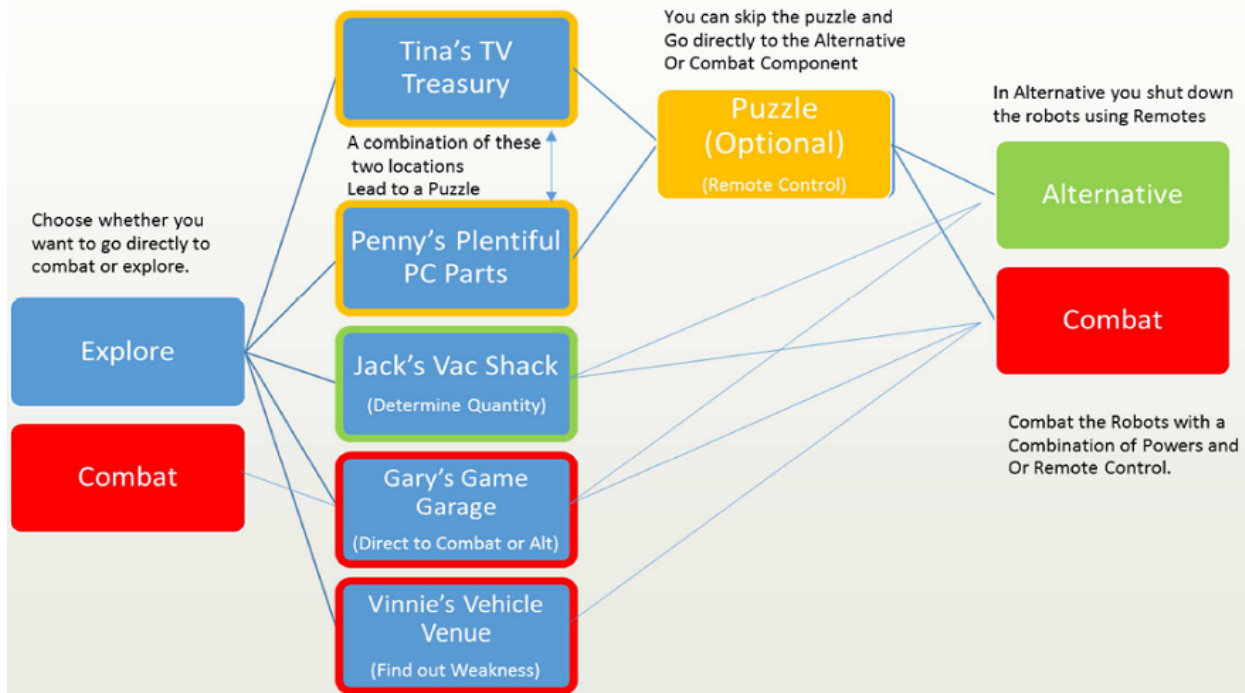 Choose whether you
want to go directly to
combat or explore.
Explore
Combat
Tina's TV
Treasury
A combination of these
two locations
Lead to a Puzzle
Penny's Plentiful
PC Parts
Jack's Vac Shack
(Determine Quantity)
Gary's Game
Garage
(Direct to Combat or Alt)
Vinnie's Vehicle
Venue
(Find out Weakness)
You can skip the puzzle and
Go directly to the Alternative
Or Combat Component
Puzzle
(Optional)
(Remote Control)
In Alternative you shut down
the robots using Remotes
Alternative
Combat
Combat the Robots with a
Combination of Powers and
Or Remote Control.